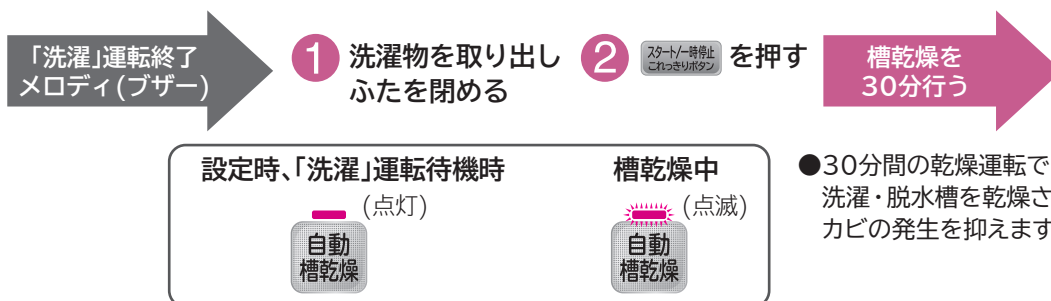 「洗濯」運転終了
メロディ(ブザー)
1 洗濯物を取り出し
ふたを閉める
2 スタート/一時停止
これっきりボタン を押す
槽乾燥を
30分行う
設定時、「洗濯」運転待機時
(点灯)
自動
槽乾燥
槽乾燥中
(点滅)
自動
槽乾燥
●30分間の乾燥運転で
洗濯・脱水槽を乾燥さ
カビの発生を抑えます